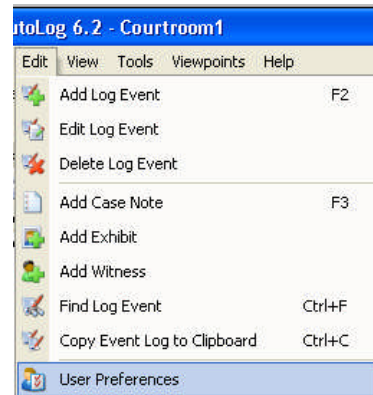 utoLog 6.2 - Courtroom1
Edit View Tools Viewpoints Help
Add Log Event F2
Edit Log Event
Delete Log Event
Add Case Note F3
Add Exhibit
Add Witness
Find Log Event Ctrl+F
Copy Event Log to Clipboard Ctrl+C
User Preferences